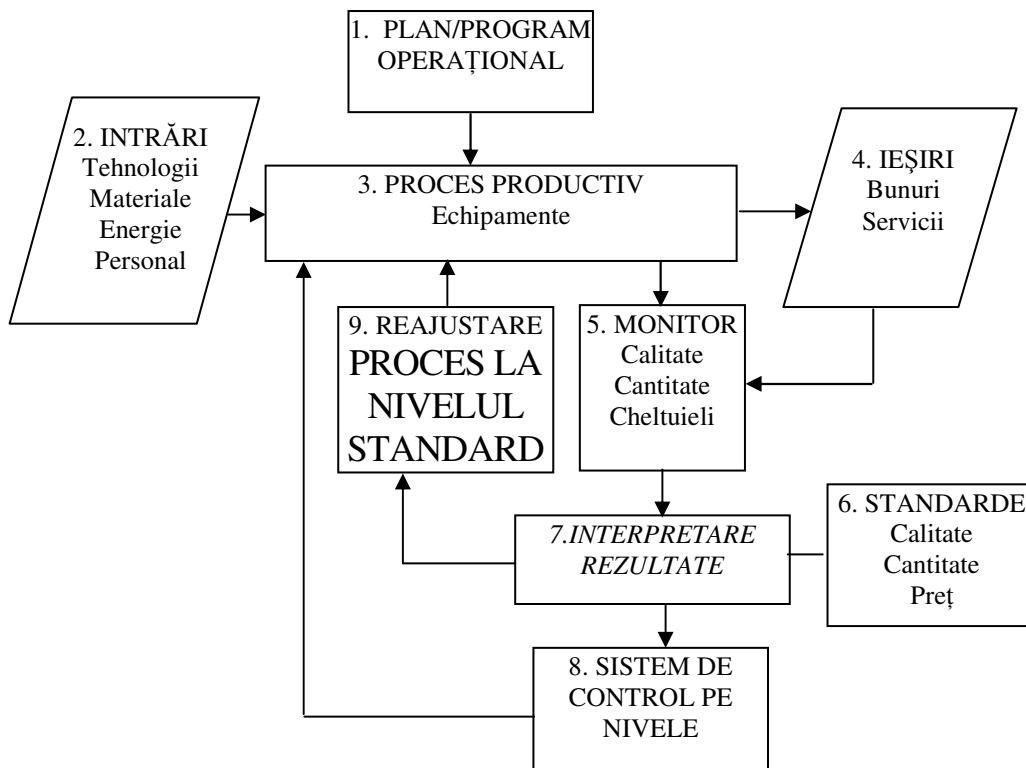 1. PLAN/PROGRAM
OPERAȚIONAL
2. INTRĂRI
Tehnologii
Materiale
Energie
Personal
3. PROCES PRODUCTIV
Echipamente
4. IEŞIRI
Bunuri
Servicii
9. REAJUSTARE
PROCES LA
NIVELUL
STANDARD
5. MONITOR
Calitate
Cantitate
Cheltuieli
6. STANDARDE
Calitate
Cantitate
Preț
7.INTERPRETARE
REZULTATE
8. SISTEM DE
CONTROL PE
NIVELE